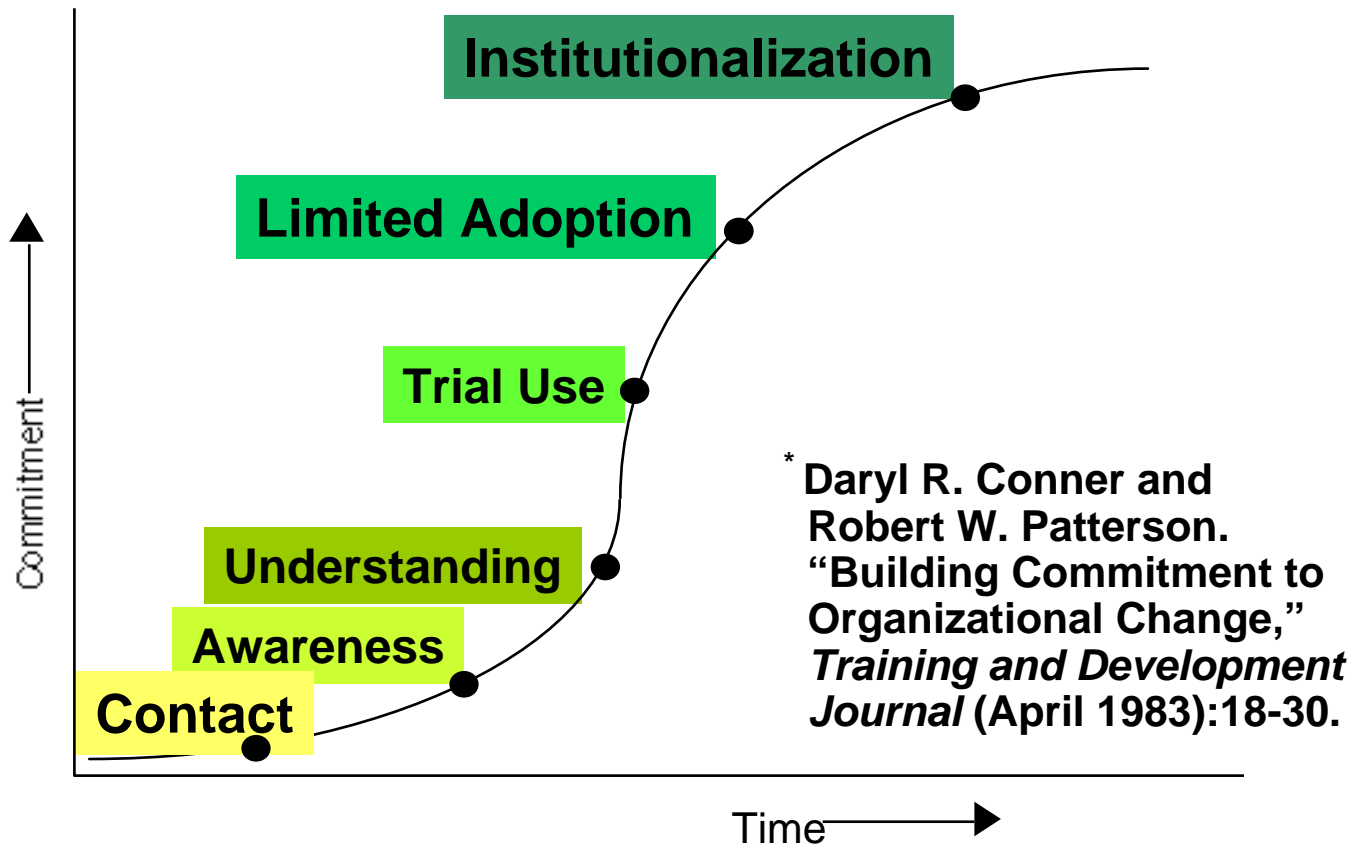 Institutionalization
Limited Adoption
Trial Use
Understanding
Awareness
Contact
Commitment
Time
* Daryl R. Conner and
Robert W. Patterson.
“Building Commitment to
Organizational Change,”
Training and Development
Journal (April 1983):18-30.